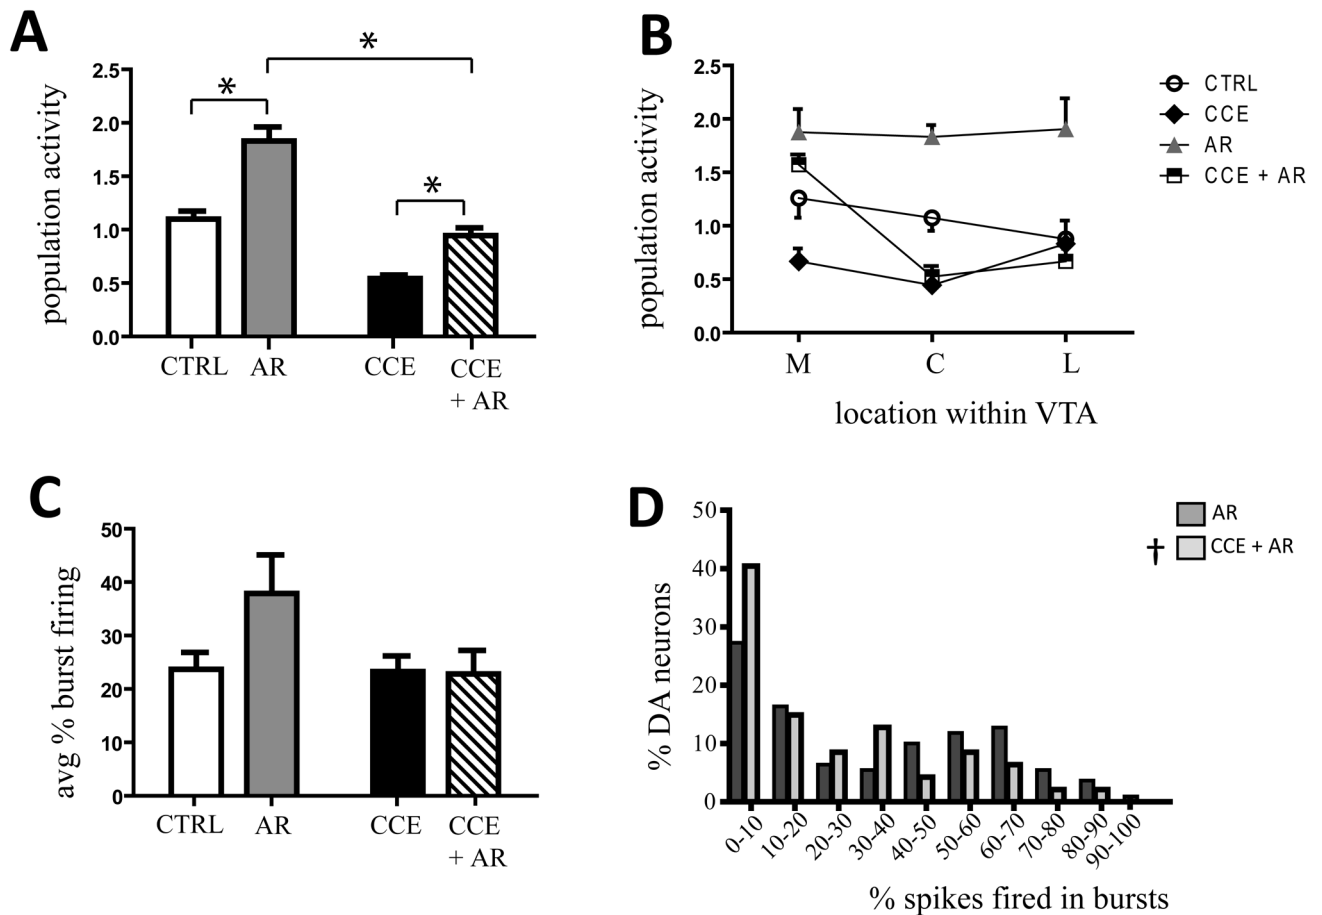 A
*
*
*
population activity
2.5
2.0
1.5
1.0
0.5
0.0
CTRL
AR
CCE
CCE
+ AR
B
population activity
2.5
2.0
1.5
1.0
0.5
0.0
M
C
L
location within VTA
CTRL
CCE
AR
CCE + AR
C
avg % burst firing
50
40
30
20
10
0
CTRL
AR
CCE
CCE
+ AR
D
% DA neurons
50
40
30
20
10
0
0-10
10-20
20-30
30-40
40-50
50-60
60-70
70-80
80-90
90-100
% spikes fired in bursts
AR
† CCE + AR